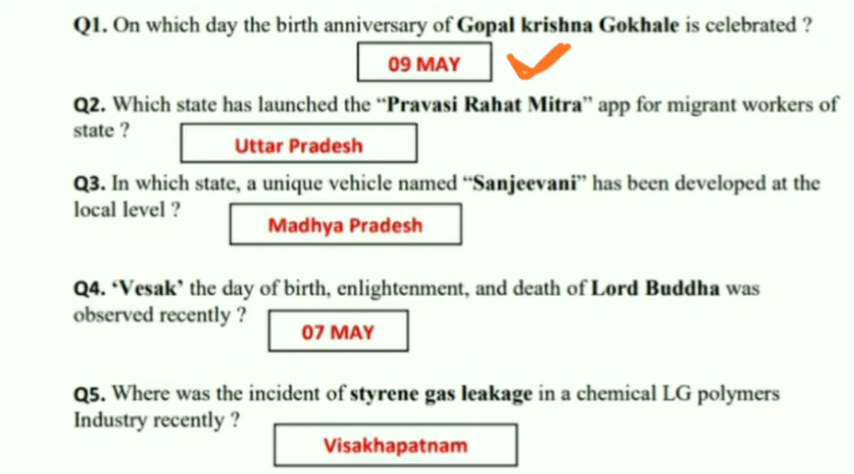 Q1. On which day the birth anniversary of Gopal krishna Gokhale is celebrated ?
09 MAY
Q2. Which state has launched the “Pravasi Rahat Mitra” app for migrant workers of
state ?
Uttar Pradesh
Q3. In which state, a unique vehicle named “Sanjeevani” has been developed at the
local level ?
Madhya Pradesh
Q4. ‘Vesak’ the day of birth, enlightenment, and death of Lord Buddha was
observed recently ?
07 MAY
Q5. Where was the incident of styrene gas leakage in a chemical LG polymers
Industry recently ?
Visakhapatnam